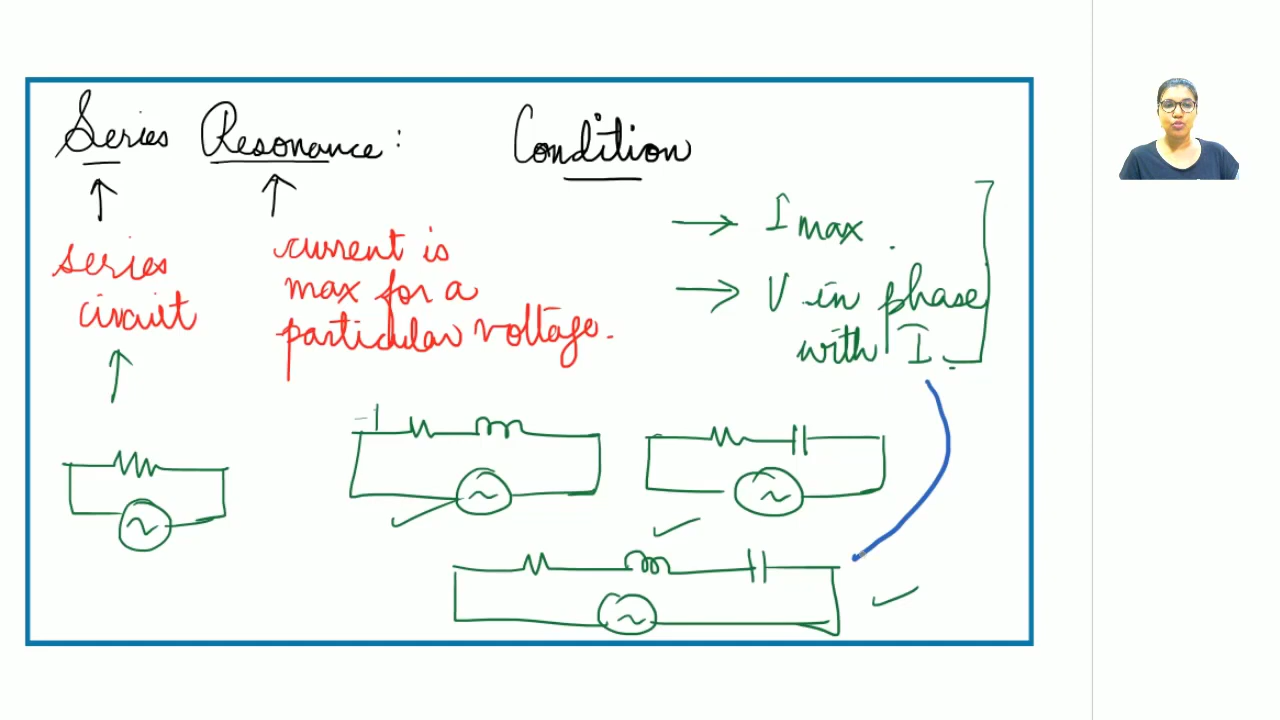 Series Resonance: Condition
series
circuit
current is
max for a
particular voltage.
→ I max.
→ V in phase
with I.